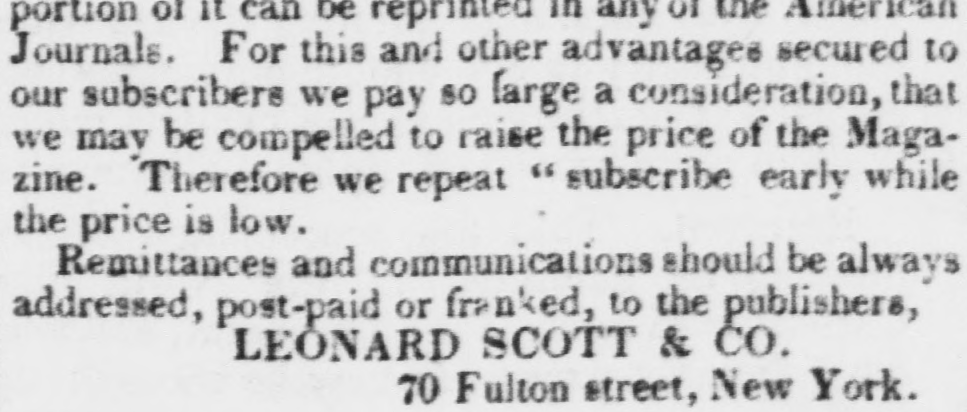 portion of it can be reprinted in any of the American
Journals. For this and other advantages secured to
our subscribers we pay so large a consideration, that
we may be compelled to raise the price of the Maga-
zine. Therefore we repeat "subscribe early while
the price is low.
Remittances and communications should be always
addressed, post-paid or franked, to the publishers,
LEONARD SCOTT & CO.
70 Fulton street, New York.